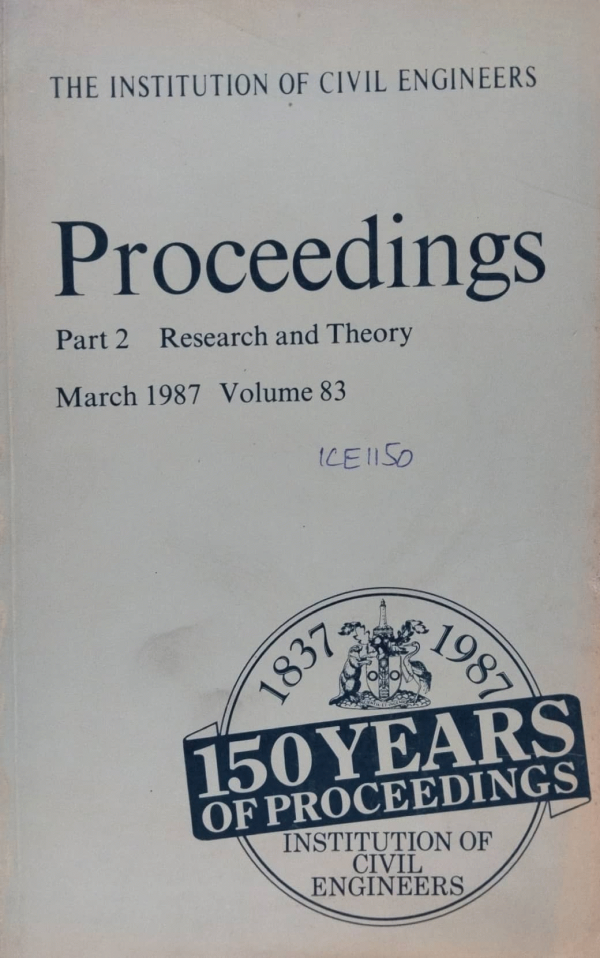 THE INSTITUTION OF CIVIL ENGINEERS
Proceedings
Part 2 Research and Theory
March 1987 Volume 83
ICE1150
1837 1987
150 YEARS
OF PROCEEDINGS
INSTITUTION OF
CIVIL
ENGINEERS